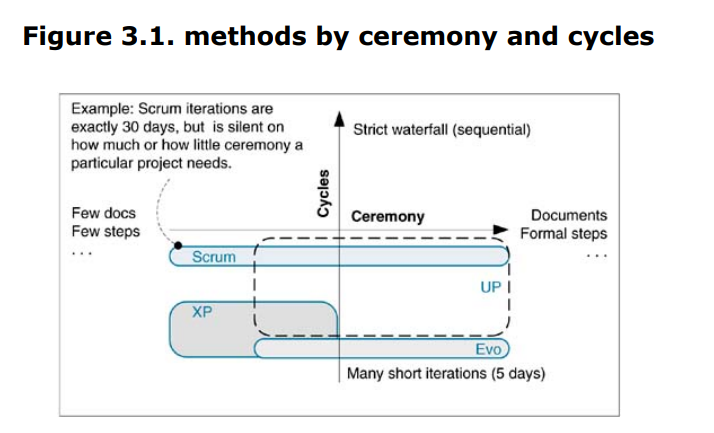 Figure 3.1. methods by ceremony and cycles
Example: Scrum iterations are
exactly 30 days, but is silent on
how much or how little ceremony a
particular project needs.
Strict waterfall (sequential)
Cycles
Few docs
Few steps
. . .
Ceremony
Documents
Formal steps
. . .
Scrum
UP
XP
Evo
Many short iterations (5 days)